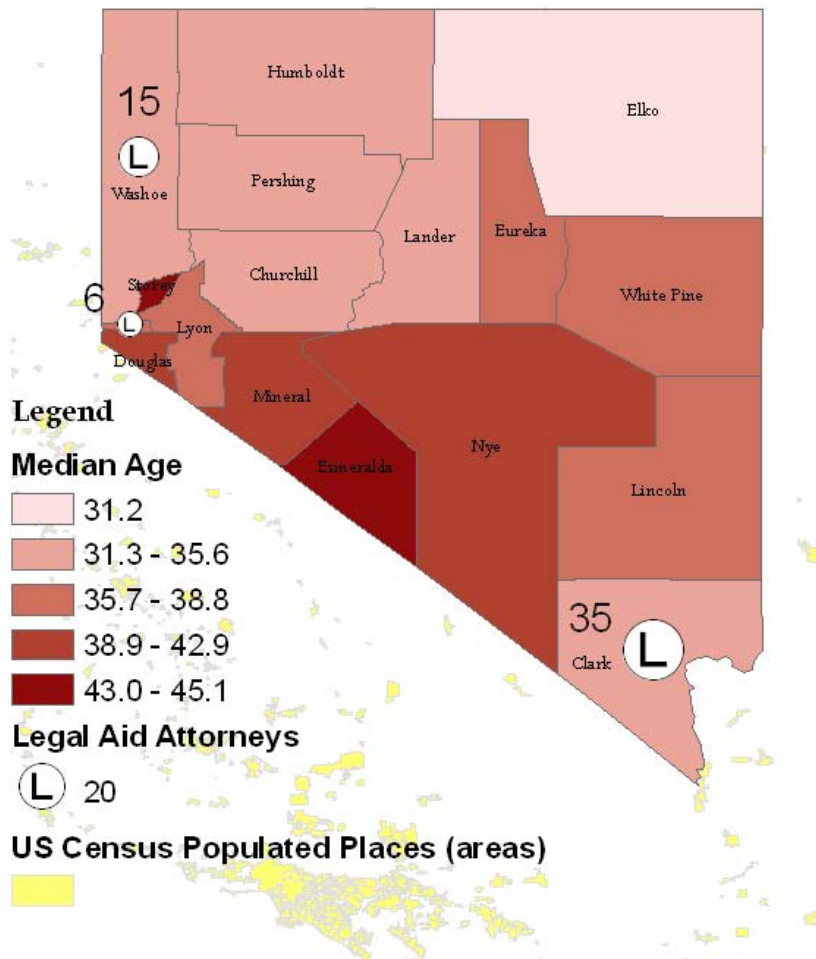 Humboldt
Elko
15
L
Washoe
Pershing
Lander
Eureka
Churchill
Storey
White Pine
6
L
Lyon
Douglas
Mineral
Nye
Esmeralda
Lincoln
35
L
Clark
Legend
Median Age
31.2
31.3 - 35.6
35.7 - 38.8
38.9 - 42.9
43.0 - 45.1
Legal Aid Attorneys
L 20
US Census Populated Places (areas)